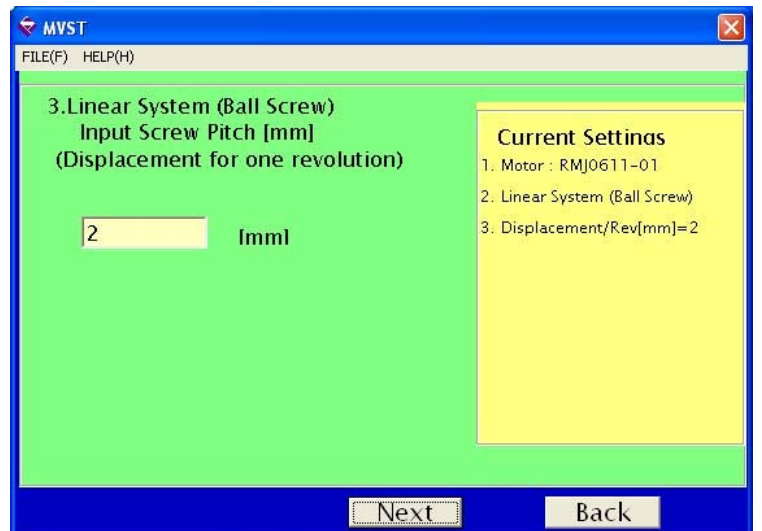 MVST
FILE(F) HELP(H)
3.Linear System (Ball Screw)
Input Screw Pitch [mm]
(Displacement for one revolution)
2 [mm]
Current Settings
1. Motor : RMJ0611-01
2. Linear System (Ball Screw)
3. Displacement/Rev[mm]=2
Next Back